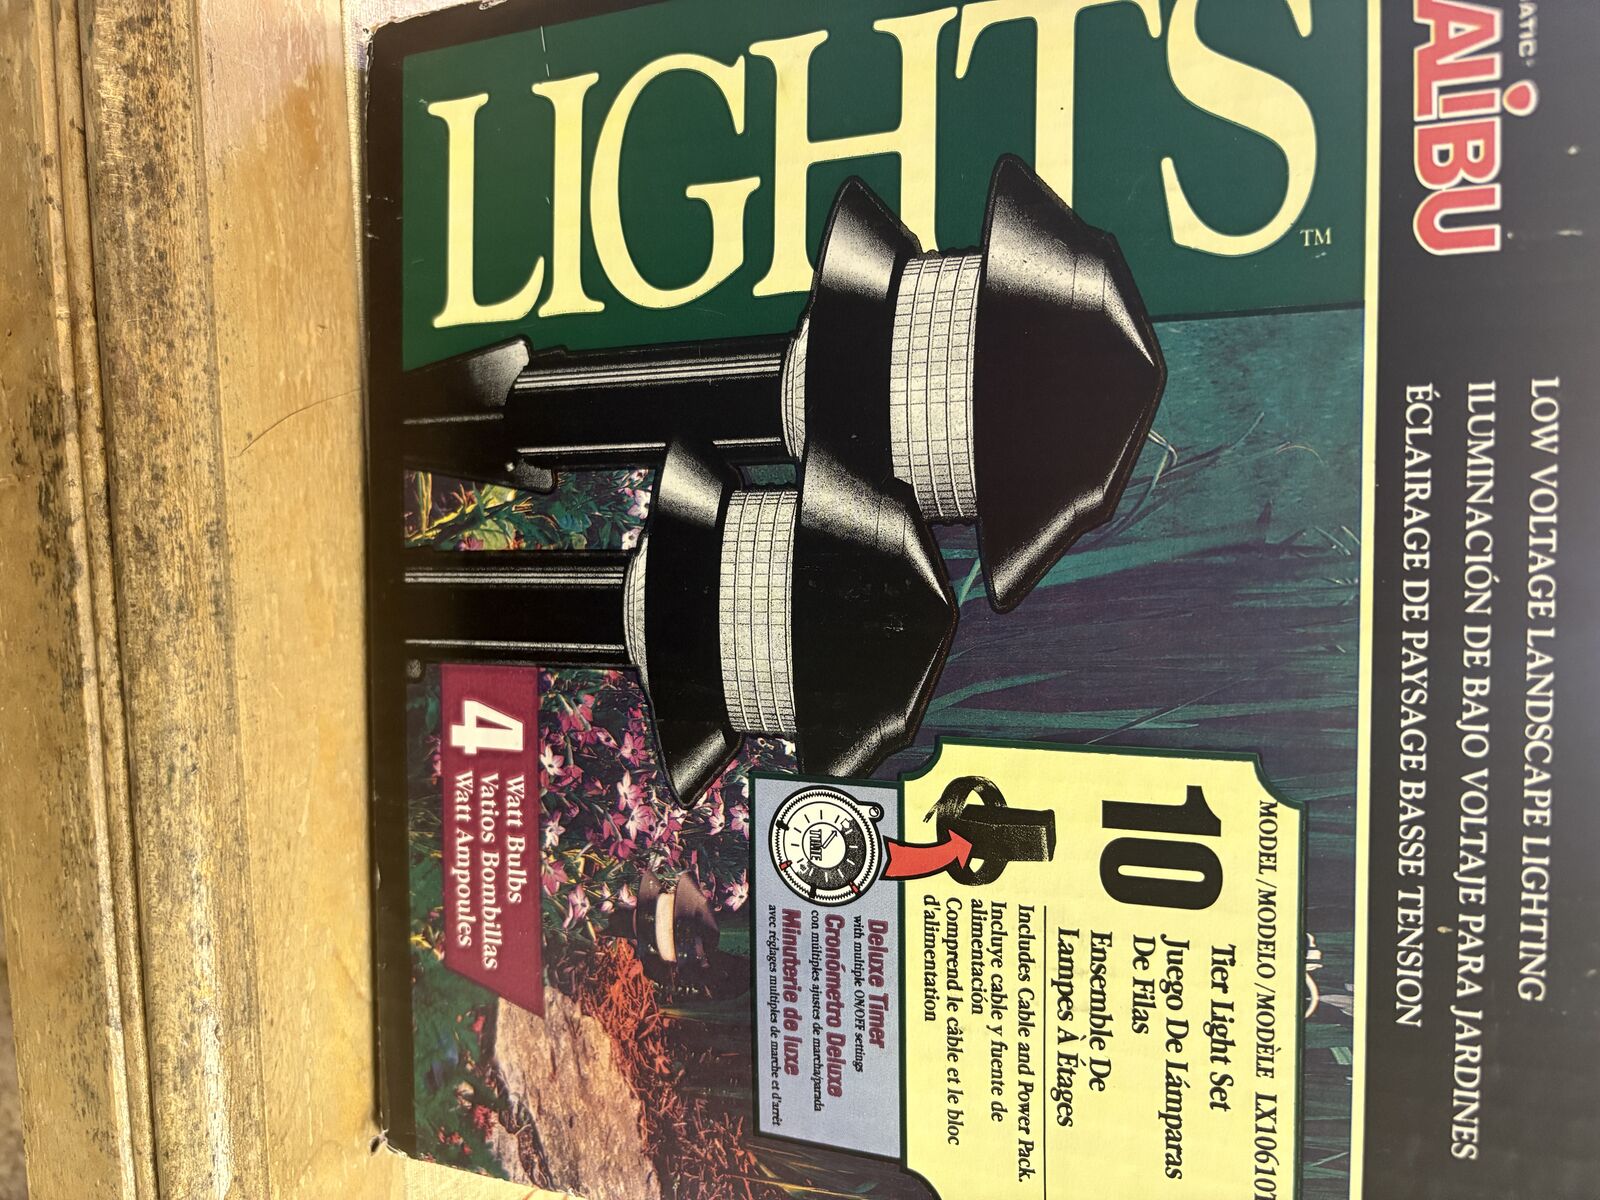 MATIC®
ALIBU
LOW VOLTAGE LANDSCAPE LIGHTING
ILUMINACIÓN DE BAJO VOLTAJE PARA JARDINES
ÉCLAIRAGE DE PAYSAGE BASSE TENSION
LIGHTS™
MODEL/MODELO/MODÈLE LX10610T
10
Tier Light Set
Juego De Lámparas
De Filas
Ensemble De
Lampes À Étages
Includes Cable and Power Pack.
Incluye cable y fuente de
alimentación
Comprend le câble et le bloc
d'alimentation
TIME
Deluxe Timer
with multiple ON/OFF settings
Cronómetro Deluxe
con múltiples ajustes de marcha/parada
Minuterie de luxe
avec réglages multiples de marche et d'arrêt
4
Watt Bulbs
Vatios Bombillas
Watt Ampoules